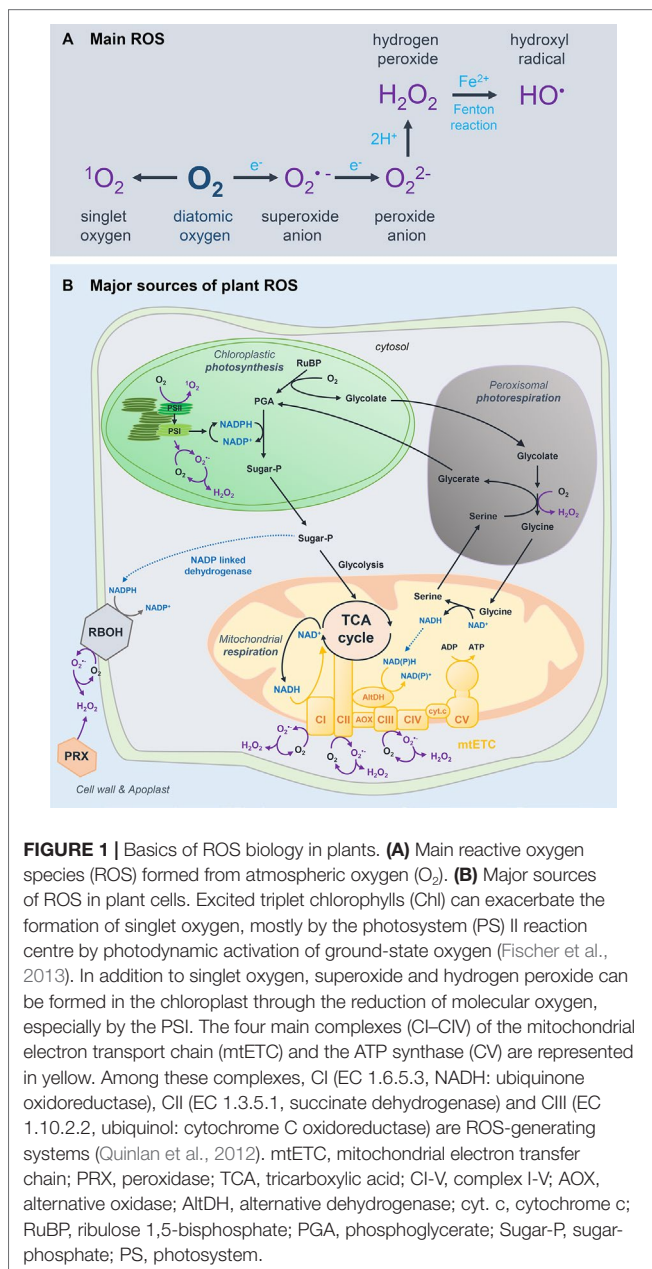 A Main ROS
hydrogen
peroxide
hydroxyl
radical
H₂O₂
Fe²⁺
HO•
Fenton
reaction
2H⁺
¹O₂
O₂
e⁻
O₂•⁻
e⁻
O₂²⁻
singlet
oxygen
diatomic
oxygen
superoxide
anion
peroxide
anion
B Major sources of plant ROS
cytosol
Chloroplastic
photosynthesis
RuBP
O₂
PGA
Glycolate
O₂
¹O₂
PSII
PSI
NADPH
NADP⁺
O₂•⁻
O₂
H₂O₂
Sugar-P
Peroxisomal
photorespiration
Glycolate
Glycerate
O₂
H₂O₂
Serine
Glycine
Sugar-P
NADP linked
dehydrogenase
Glycolysis
NADPH
NADP⁺
RBOH
O₂•⁻
O₂
H₂O₂
PRX
Cell wall & Apoplast
Mitochondrial
respiration
TCA
cycle
NAD⁺
NADH
Serine
Glycine
NADH
NAD⁺
ADP
ATP
NAD(P)H
NAD(P)⁺
AltDH
CI
CII
AOX
CIII
CIV
cyt.c
CV
mtETC
O₂•⁻
H₂O₂
O₂
O₂
O₂•⁻
H₂O₂
O₂•⁻
O₂
H₂O₂
FIGURE 1 | Basics of ROS biology in plants. (A) Main reactive oxygen
species (ROS) formed from atmospheric oxygen (O₂). (B) Major sources
of ROS in plant cells. Excited triplet chlorophylls (Chl) can exacerbate the
formation of singlet oxygen, mostly by the photosystem (PS) II reaction
centre by photodynamic activation of ground-state oxygen (Fischer et al.,
2013). In addition to singlet oxygen, superoxide and hydrogen peroxide can
be formed in the chloroplast through the reduction of molecular oxygen,
especially by the PSI. The four main complexes (CI–CIV) of the mitochondrial
electron transport chain (mtETC) and the ATP synthase (CV) are represented
in yellow. Among these complexes, CI (EC 1.6.5.3, NADH: ubiquinone
oxidoreductase), CII (EC 1.3.5.1, succinate dehydrogenase) and CIII (EC
1.10.2.2, ubiquinol: cytochrome C oxidoreductase) are ROS-generating
systems (Quinlan et al., 2012). mtETC, mitochondrial electron transfer
chain; PRX, peroxidase; TCA, tricarboxylic acid; CI-V, complex I-V; AOX,
alternative oxidase; AltDH, alternative dehydrogenase; cyt. c, cytochrome c;
RuBP, ribulose 1,5-bisphosphate; PGA, phosphoglycerate; Sugar-P, sugar-
phosphate; PS, photosystem.